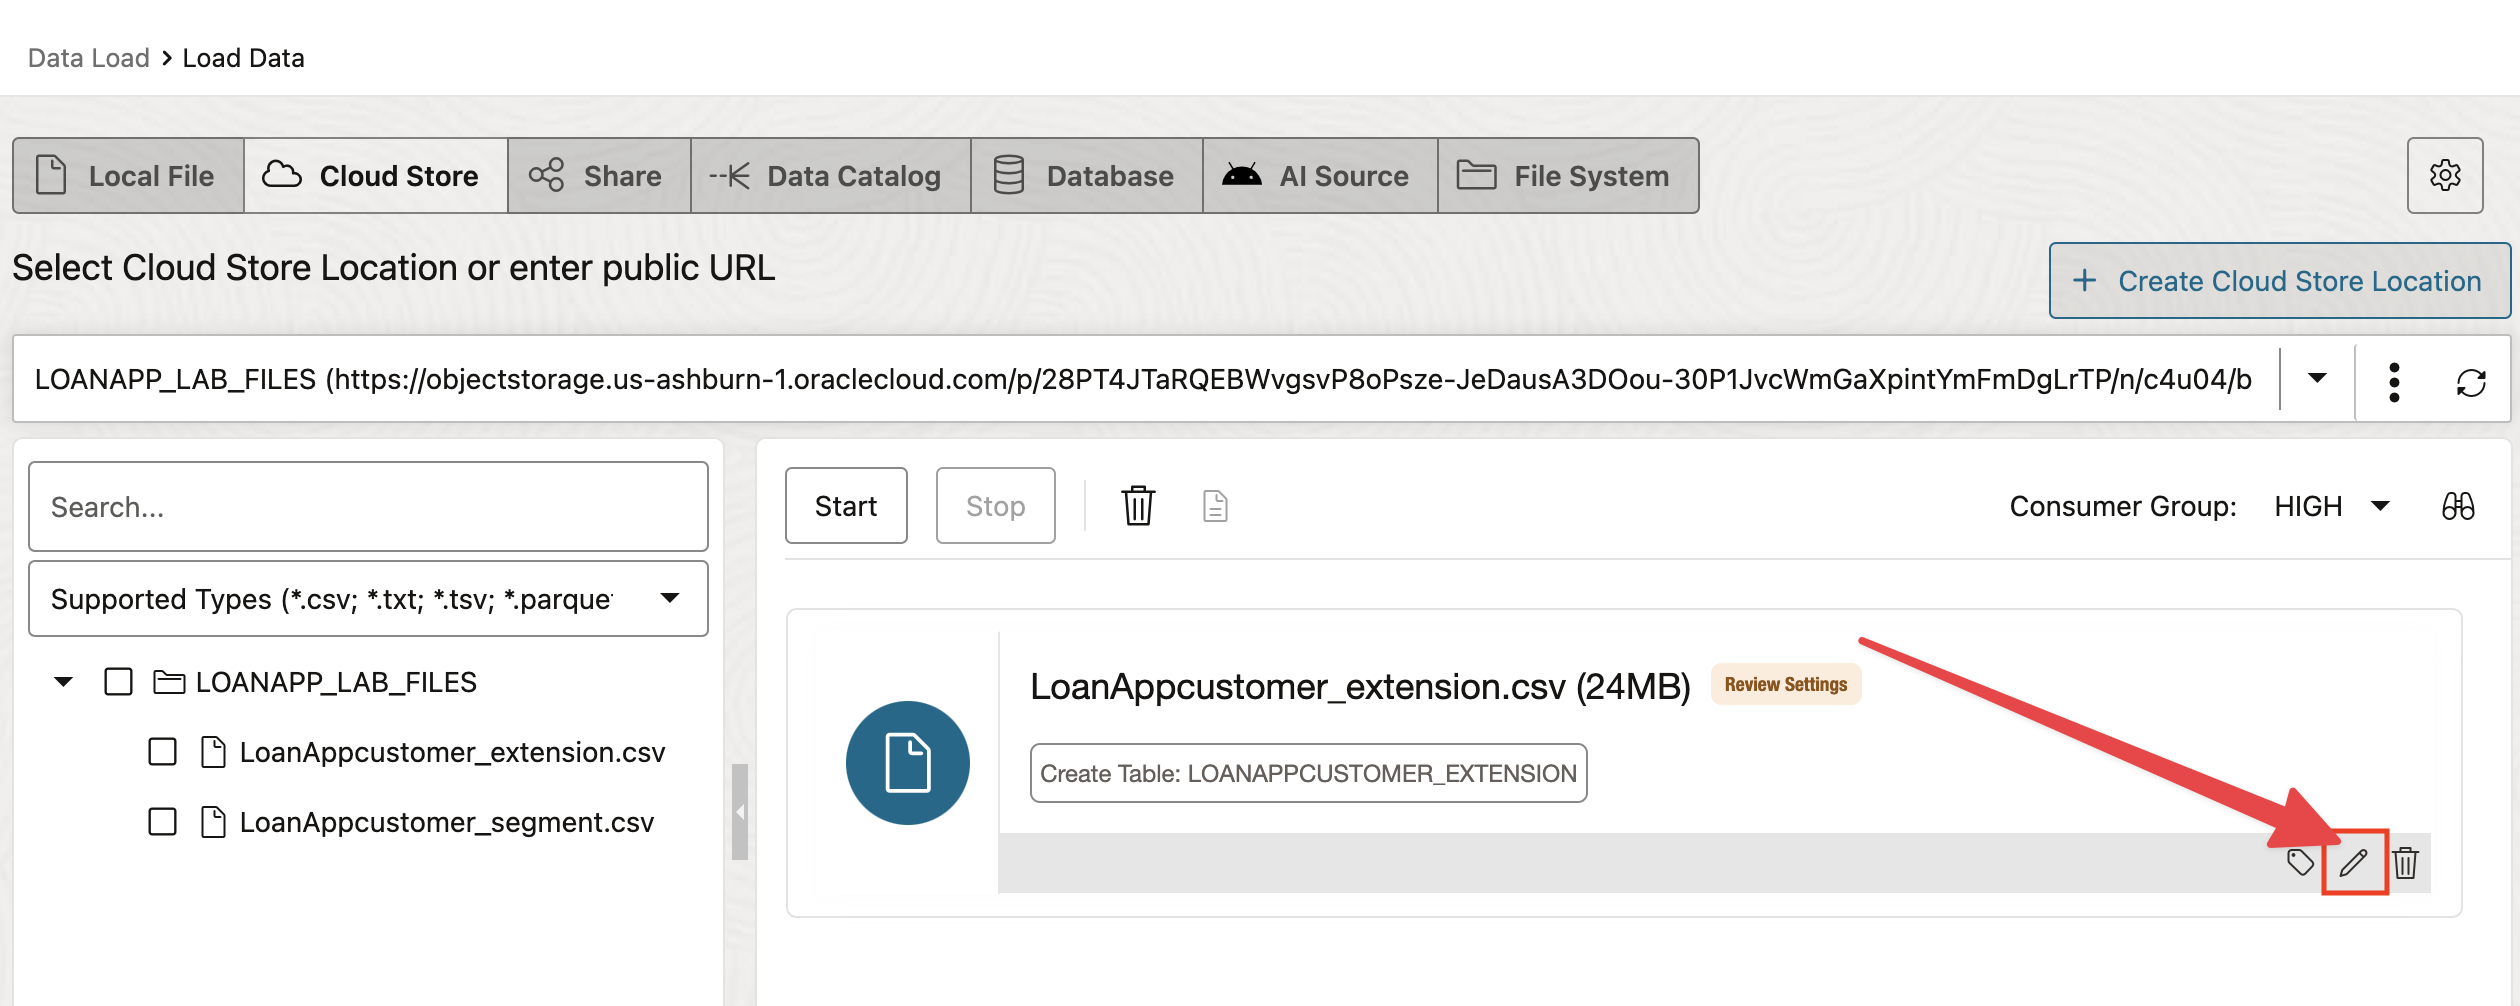 Data Load > Load Data
Local File
Cloud Store
Share
Data Catalog
Database
AI Source
File System
Select Cloud Store Location or enter public URL
+ Create Cloud Store Location
LOANAPP_LAB_FILES (https://objectstorage.us-ashburn-1.oraclecloud.com/p/28PT4JTaRQEBWvgsvP8oPsze-JeDausA3DOou-30P1JvcWmGaXpintYmFmDgLrTP/n/c4u04/b
Search...
Supported Types (*.csv; *.txt; *.tsv; *.parque
LOANAPP_LAB_FILES
LoanAppcustomer_extension.csv
LoanAppcustomer_segment.csv
Start
Stop
Consumer Group: HIGH
LoanAppcustomer_extension.csv (24MB)
Review Settings
Create Table: LOANAPPCUSTOMER_EXTENSION